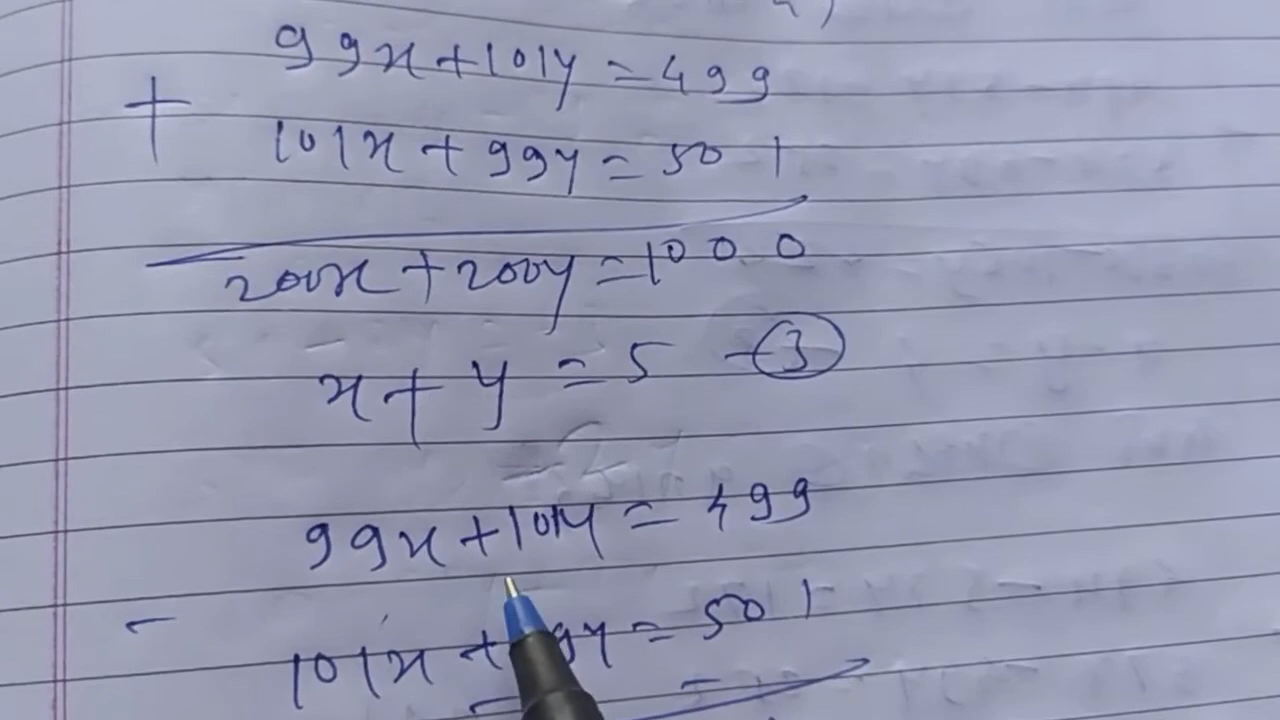 99x+101y=499
+
101x+99y=501
200x+200y=1000
x+y=5 -③
99x+101y=499
-
101x+99y=501
- -